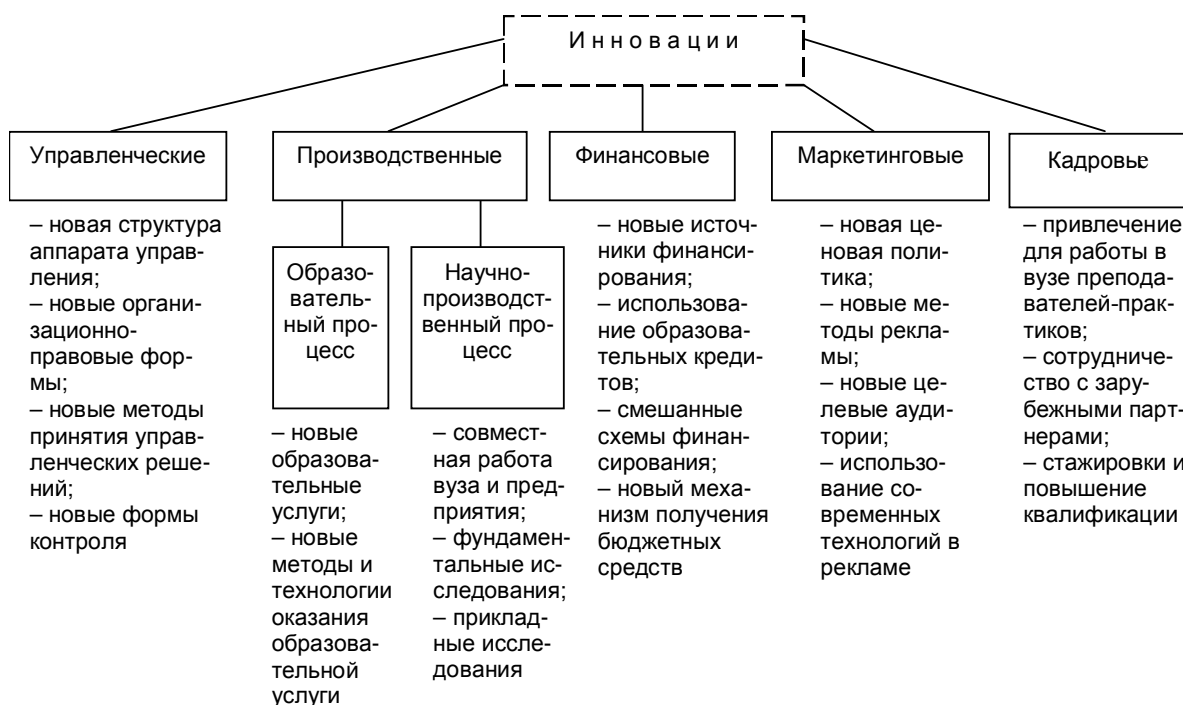 И н н о в а ц и и
Управленческие
– новая структура
аппарата управ-
ления;
– новые органи-
зационно-
правовые фор-
мы;
– новые методы
принятия управ-
ленческих реше-
ний;
– новые формы
контроля
Производственные
Образо-
ватель-
ный про-
цесс
– новые
образова-
тельные
услуги;
– новые
методы и
технологии
оказания
образова-
тельной
услуги
Научно-
производст-
венный про-
цесс
– совмест-
ная работа
вуза и пред-
приятия;
– фундамен-
тальные ис-
следования;
– приклад-
ные иссле-
дования
Финансовые
– новые источ-
ники финанси-
рования;
– использова-
ние образова-
тельных креди-
тов;
– смешанные
схемы финан-
сирования;
– новый меха-
низм получения
бюджетных
средств
Маркетинговые
– новая це-
новая поли-
тика;
– новые ме-
тоды рекла-
мы;
– новые це-
левые ауди-
тории;
– использо-
вание со-
временных
технологий в
рекламе
Кадровые
– привлечение
для работы в
вузе препода-
вателей-прак-
тиков;
– сотрудниче-
ство с зару-
бежными парт-
нерами;
– стажировки и
повышение
квалификации